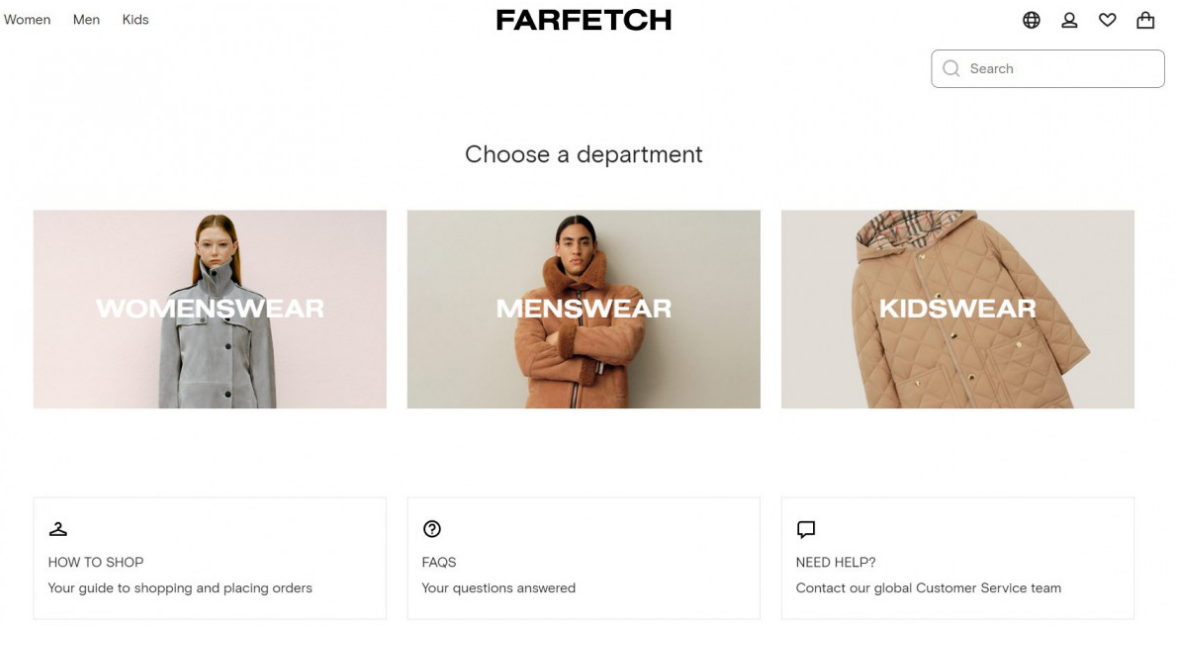 Women Men Kids FARFETCH
Search
Choose a department
WOMENSWEAR MENSWEAR KIDSWEAR
HOW TO SHOP FAQS NEED HELP?
Your guide to shopping and placing orders Your questions answered Contact our global Customer Service team